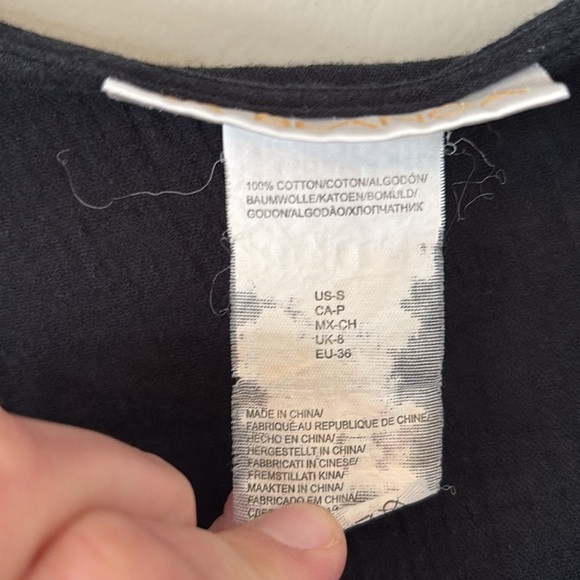 100% COTTON/COTON/ALGODÓN/
BAUMWOLLE/KATOEN/BOMULD/
GODON/ALGODÃO/ХЛОПЧАТНИК
US-S
CA-P
MX-CH
UK-8
EU-36
MADE IN CHINA/
FABRIQUÉ AU REPUBLIQUE DE CHINE/
HECHO EN CHINA/
HERGESTELLT IN CHINA/
FABBRICATI IN CINESE/
FREMSTILLATI KINA/
MAAKTEN IN CHINA/
FABRICADO EM CHINA/